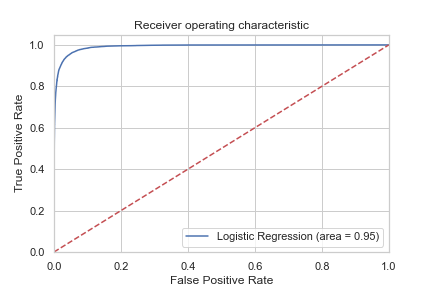 Receiver operating characteristic
True Positive Rate
1.0
0.8
0.6
0.4
0.2
0.0
Logistic Regression (area = 0.95)
0.0 0.2 0.4 0.6 0.8 1.0
False Positive Rate